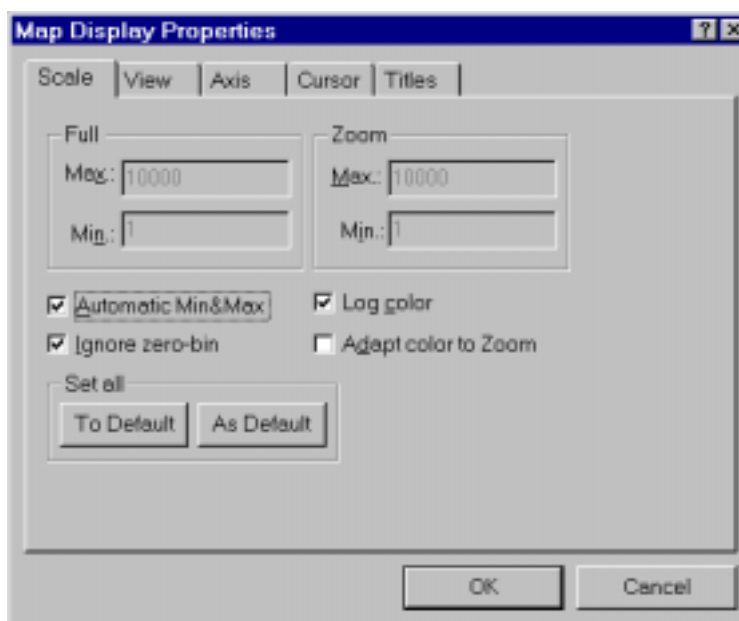 Map Display Properties
? X
Scale View Axis Cursor Titles
Full Zoom
Max.: 10000 Max.: 10000
Min.: 1 Min.: 1
Automatic Min&Max Log color
Ignore zero-bin Adapt color to Zoom
Set all
To Default As Default
OK Cancel